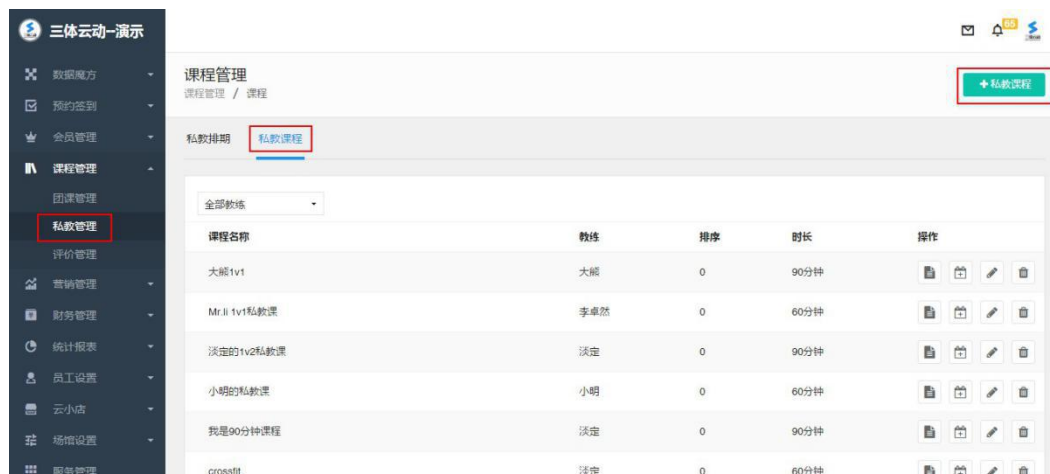 三体云动--演示
65
数据魔方
预约签到
会员管理
课程管理
团课管理
私教管理
评价管理
营销管理
财务管理
统计报表
员工设置
云小店
场馆设置
服务管理
课程管理
课程管理 / 课程
+私教课程
私教排期 私教课程
全部教练
课程名称 教练 排序 时长 操作
大熊1v1 大熊 0 90分钟
Mr.li 1v1私教课 李卓然 0 60分钟
淡定的1v2私教课 淡定 0 90分钟
小明的私教课 小明 0 60分钟
我是90分钟课程 淡定 0 90分钟
crossfit 淡定 0 60分钟